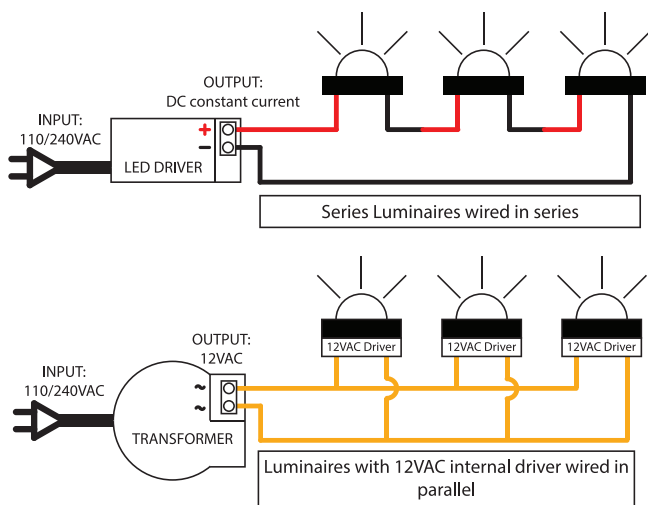 OUTPUT:
DC constant current
INPUT:
110/240VAC
+
−
LED DRIVER
Series Luminaires wired in series
12VAC Driver
12VAC Driver
12VAC Driver
OUTPUT:
12VAC
INPUT:
110/240VAC
~
~
TRANSFORMER
Luminaires with 12VAC internal driver wired in
parallel